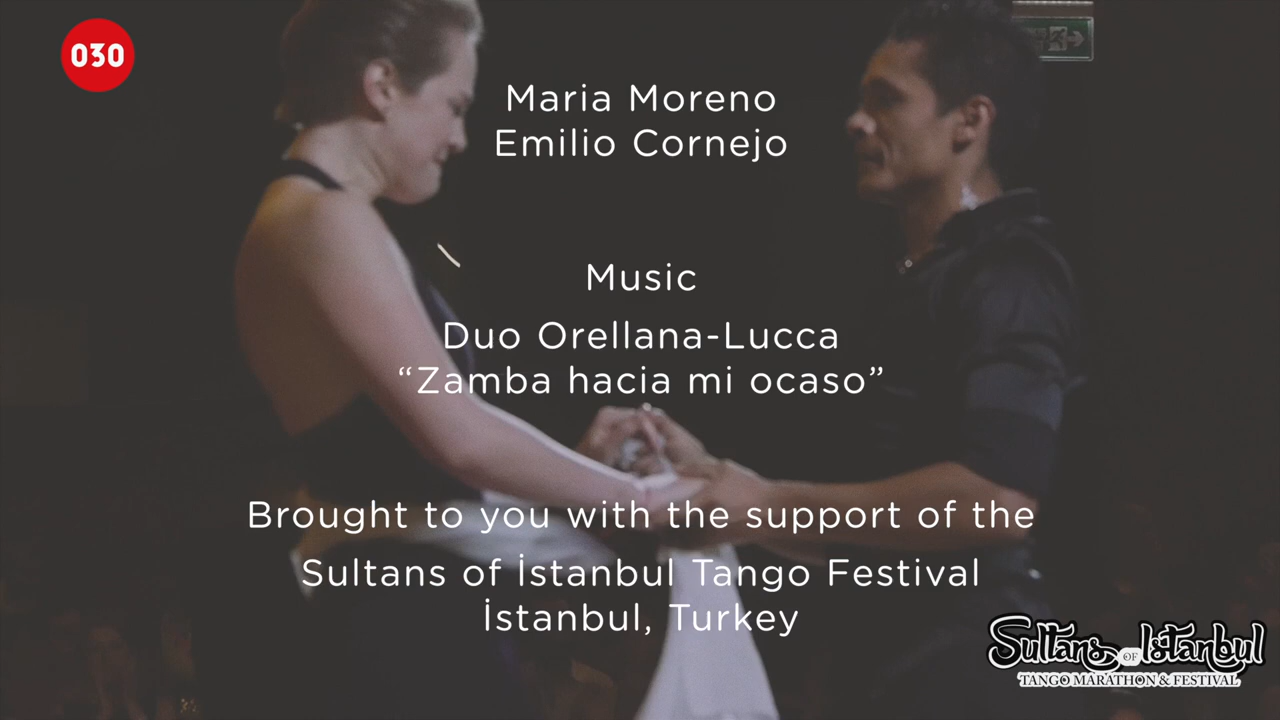 030
Maria Moreno
Emilio Cornejo
Music
Duo Orellana-Lucca
“Zamba hacia mi ocaso”
Brought to you with the support of the
Sultans of İstanbul Tango Festival
İstanbul, Turkey
Sultans OF Istanbul
TANGO MARATHON & FESTIVAL